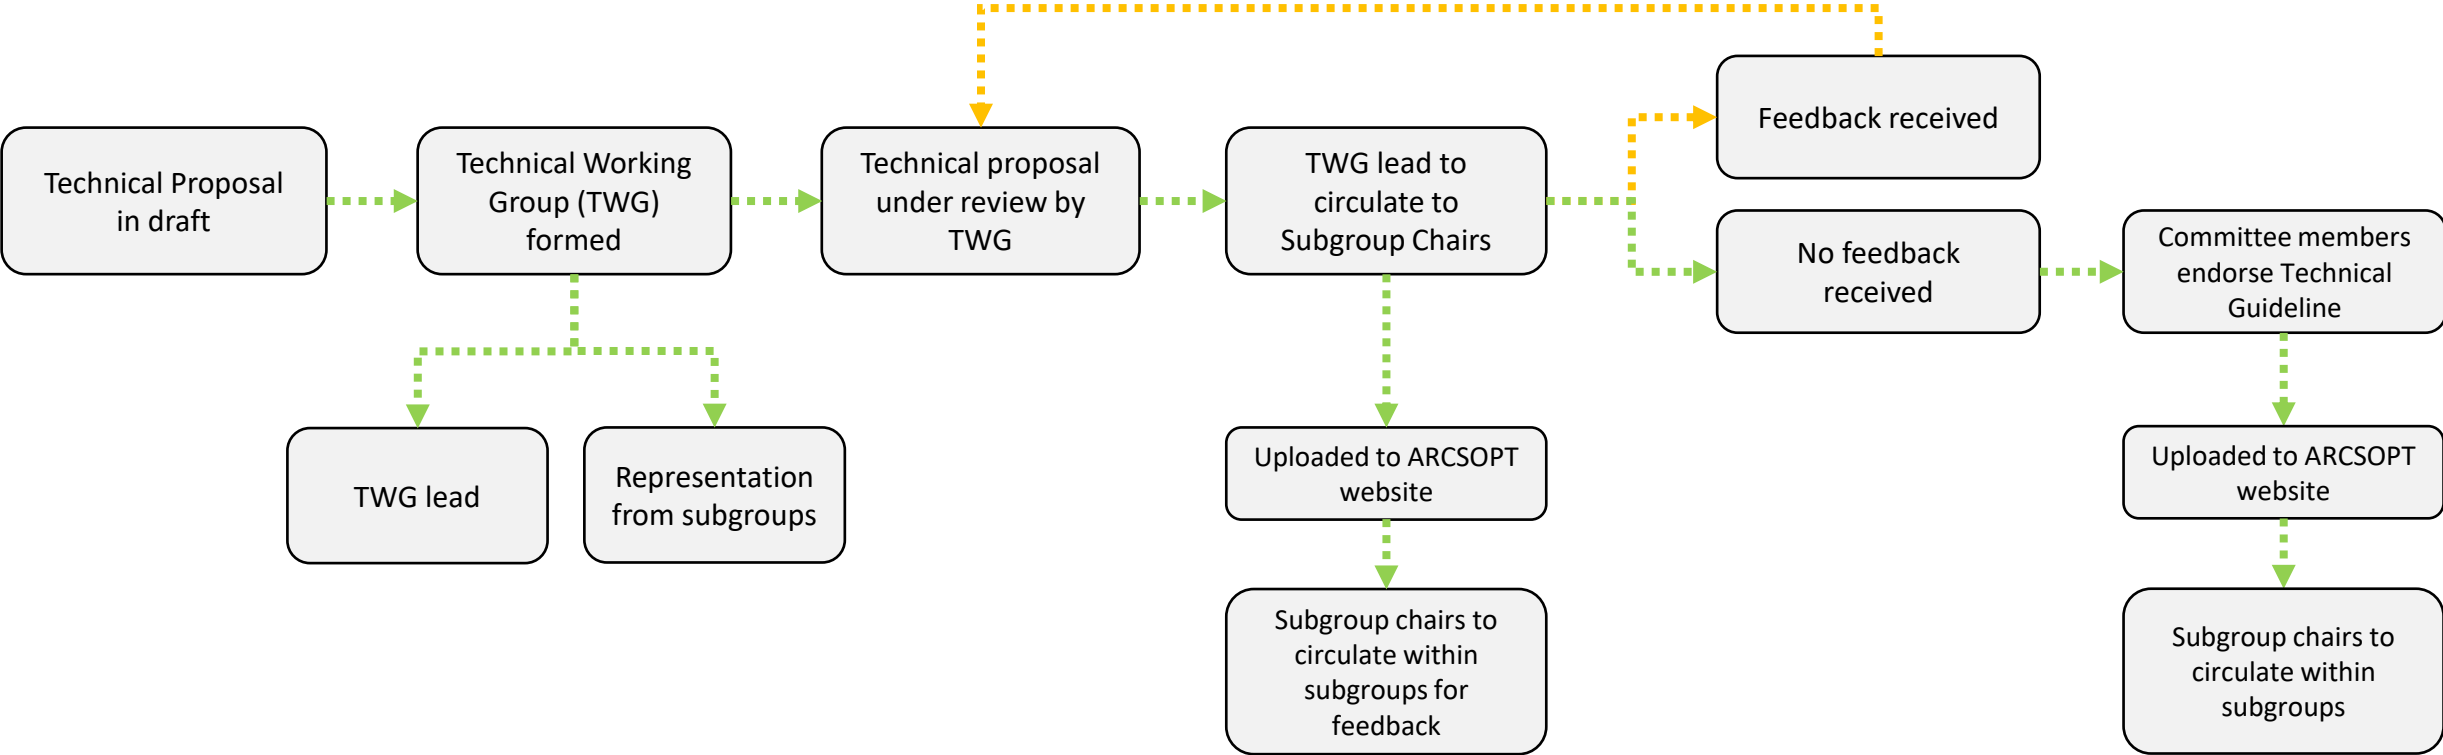 Technical Proposal
in draft
Technical Working
Group (TWG)
formed
Technical proposal
under review by
TWG
TWG lead to
circulate to
Subgroup Chairs
Feedback received
No feedback
received
Committee members
endorse Technical
Guideline
TWG lead
Representation
from subgroups
Uploaded to ARCSOPT
website
Uploaded to ARCSOPT
website
Subgroup chairs to
circulate within
subgroups for
feedback
Subgroup chairs to
circulate within
subgroups